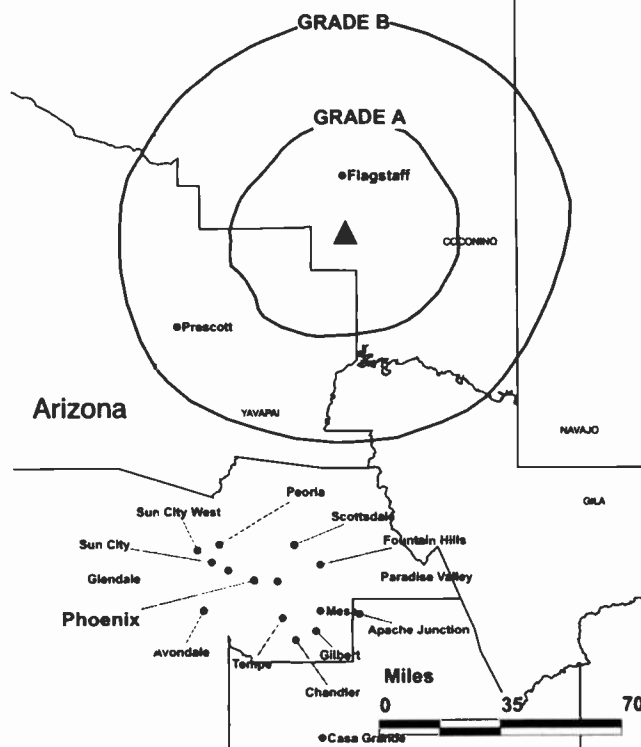 GRADE B
GRADE A
Flagstaff
COCONINO
Prescott
Arizona
YAVAPAI
NAVAJO
Peoria
GILA
Sun City West
Scottsdale
Sun City
Fountain Hills
Glendale
Paradise Valley
Phoenix
Mesa
Apache Junction
Avondale
Tempe
Gilbert
Chandler
Miles
0 35 70
Casa Grande